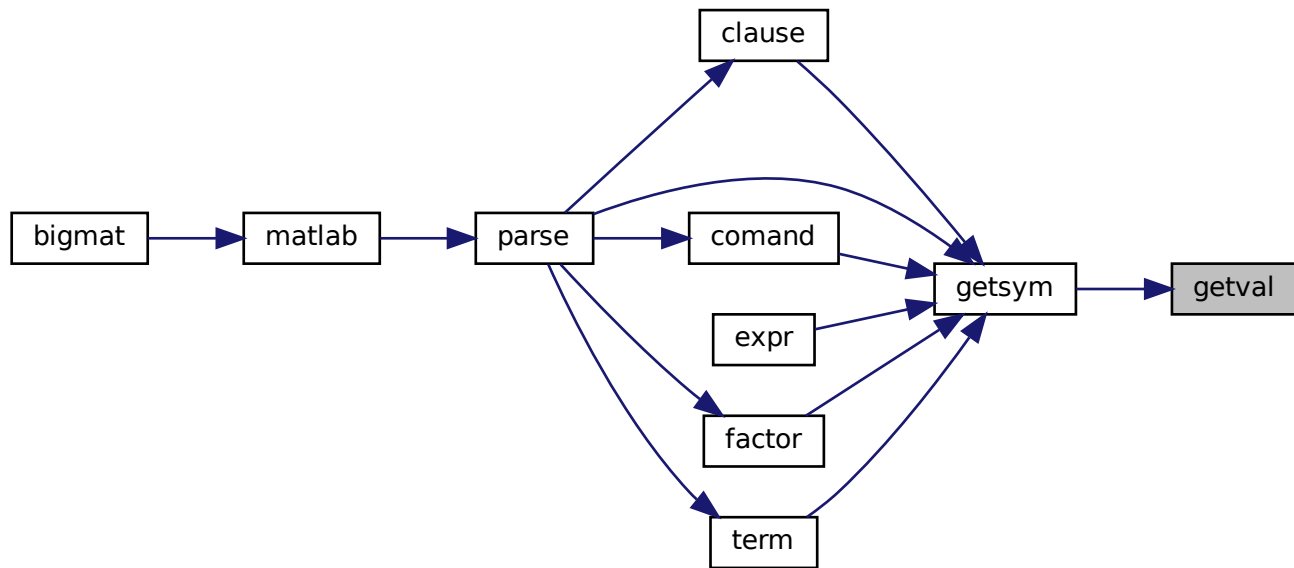 clause
bigmat
matlab
parse
comand
getsym
getval
expr
factor
term